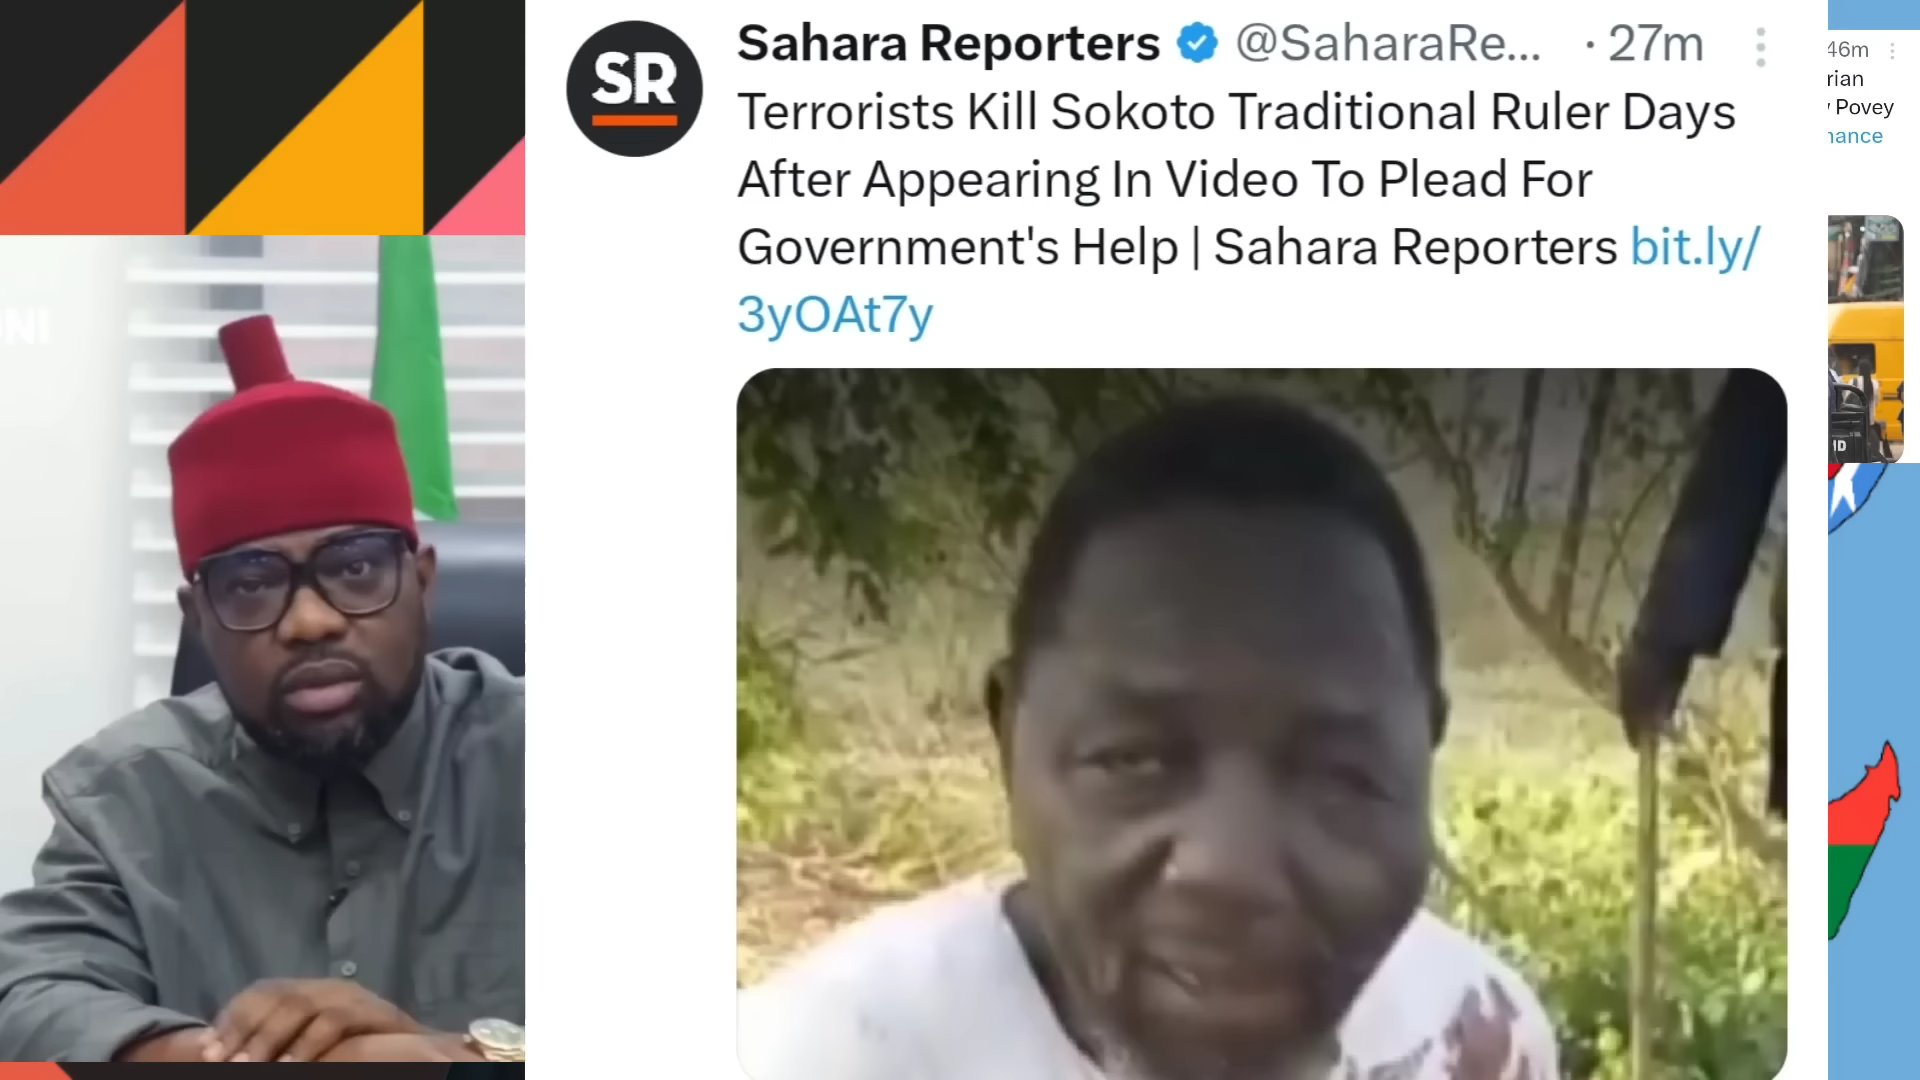 SR
Sahara Reporters @SaharaRe... · 27m
Terrorists Kill Sokoto Traditional Ruler Days
After Appearing In Video To Plead For
Government's Help | Sahara Reporters bit.ly/
3yOAt7y
46m
rian
Povey
nance